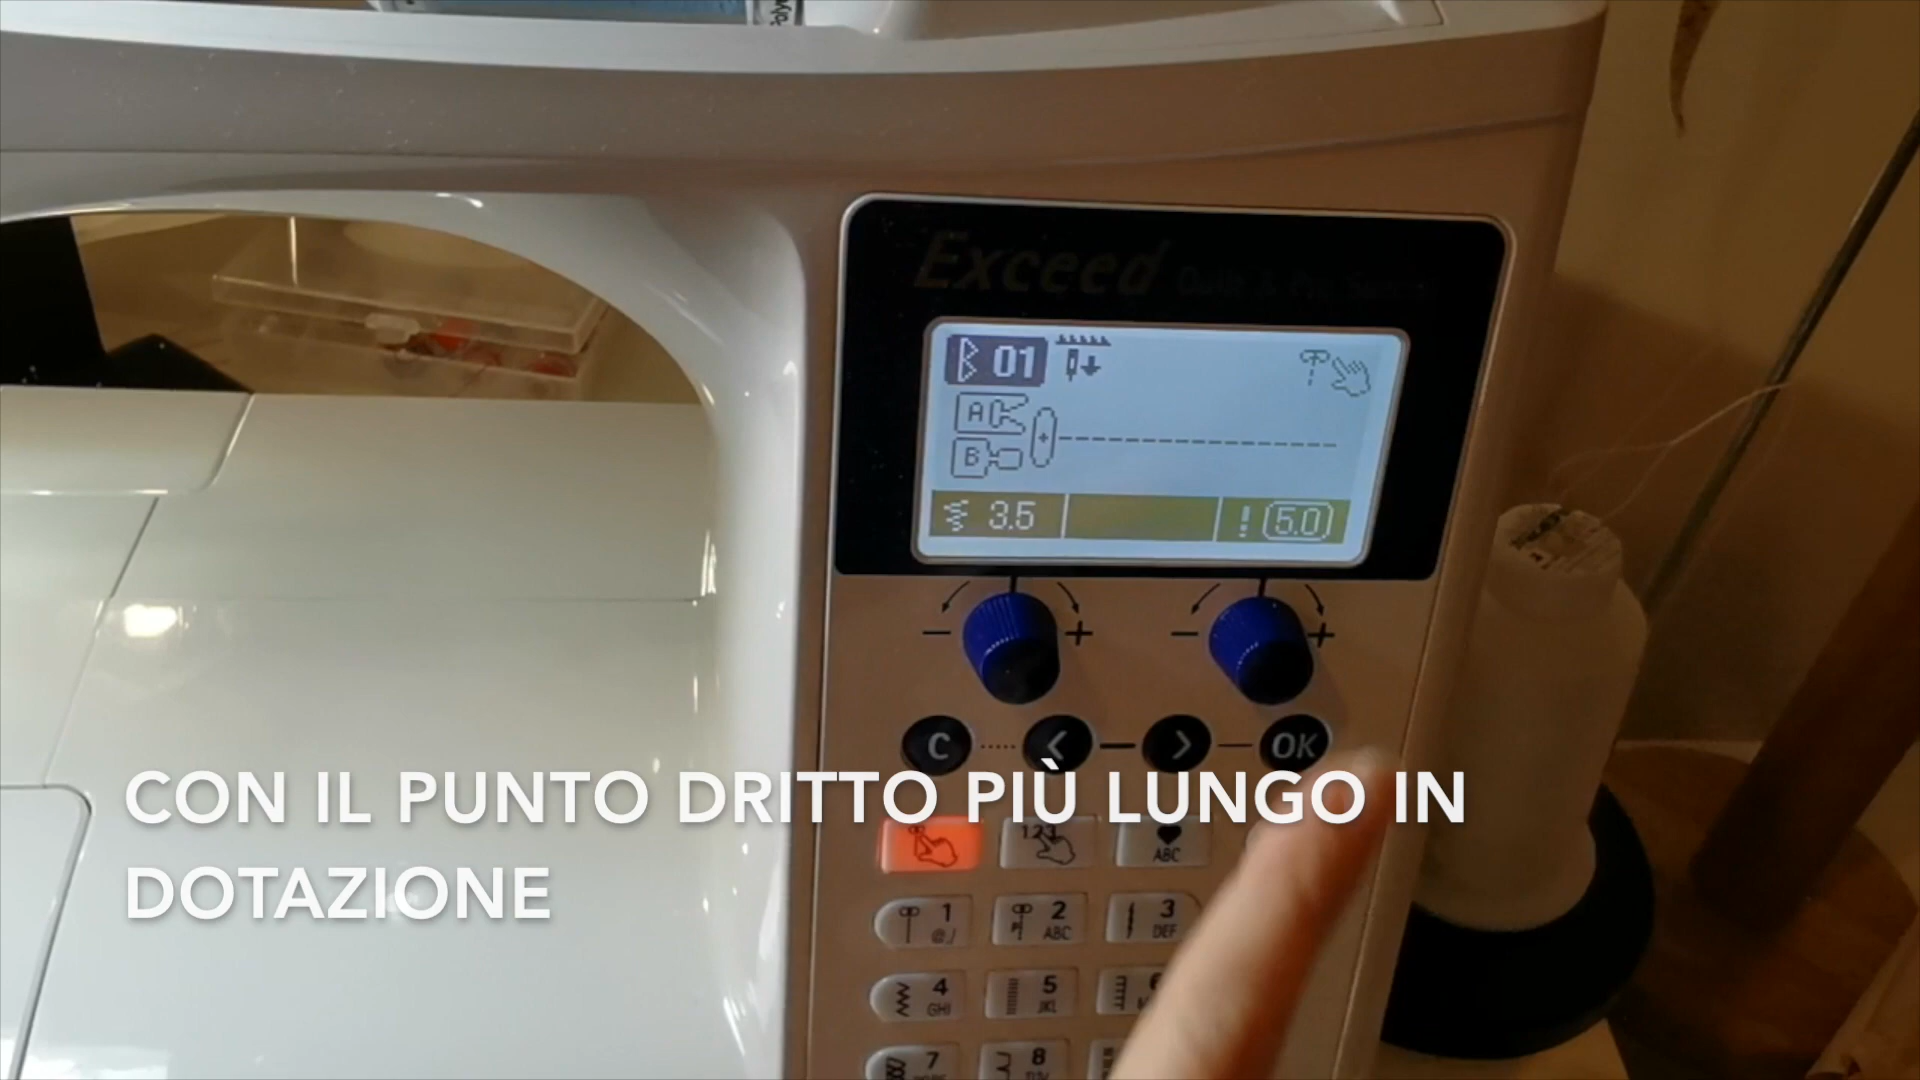 Exceed
01
A
B
3.5
! 5.0
- + - +
C < > OK
CON IL PUNTO DRITTO PIÙ LUNGO IN
DOTAZIONE
123 ABC
1 @./ 2 ABC 3 DEF
4 GHI 5 JKL 6
7 8